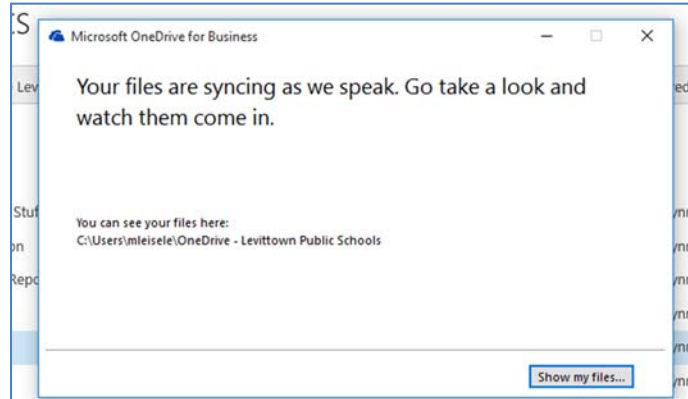 Microsoft OneDrive for Business
Your files are syncing as we speak. Go take a look and
watch them come in.
You can see your files here:
C:\Users\mleisele\OneDrive - Levittown Public Schools
Show my files...